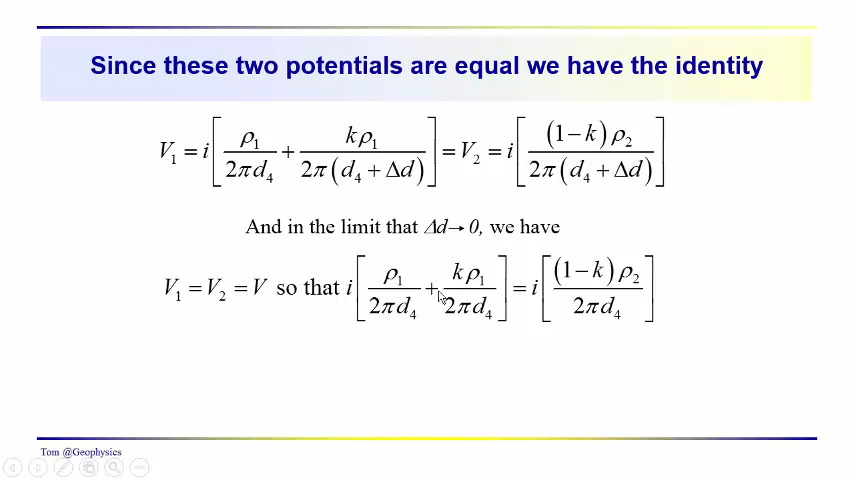 Since these two potentials are equal we have the identity
V₁ = i[ρ₁/(2πd₄) + kρ₁/(2π(d₄ + Δd))] = V₂ = i[(1 − k)ρ₂/(2π(d₄ + Δd))]
And in the limit that Δd→ 0, we have
V₁ = V₂ = V so that i[ρ₁/(2πd₄) + kρ₁/(2πd₄)] = i[(1 − k)ρ₂/(2πd₄)]
Tom @Geophysics